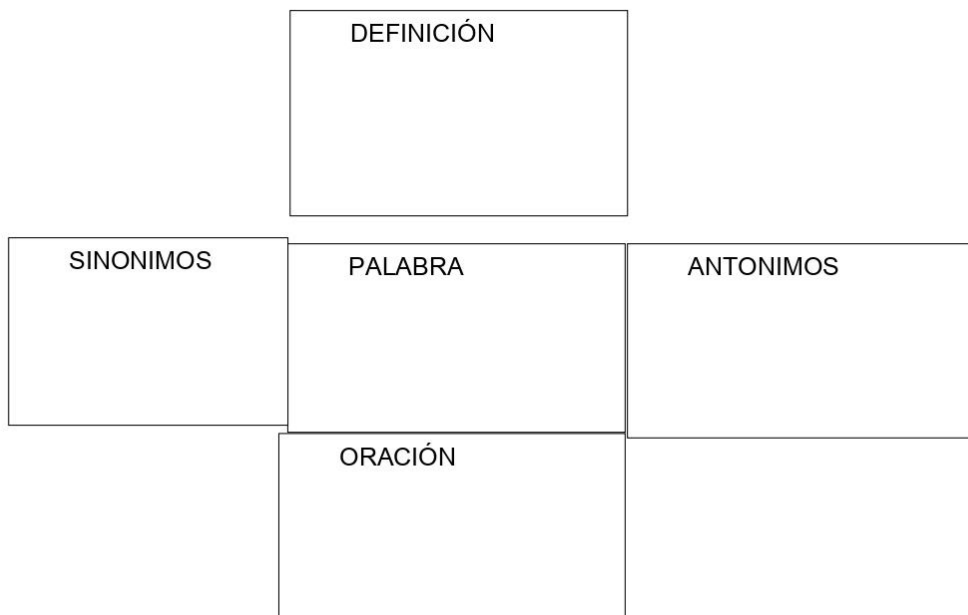 DEFINICIÓN
SINONIMOS
PALABRA
ANTONIMOS
ORACIÓN